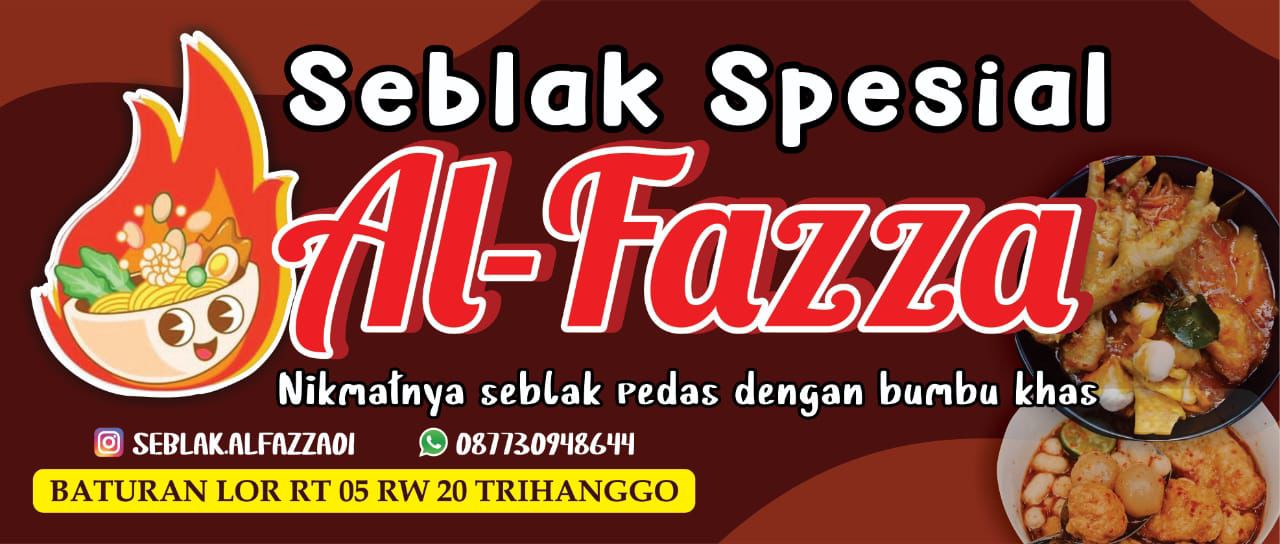 Seblak Spesial
Al-Fazza
Nikmatnya seblak pedas dengan bumbu khas
SEBLAK.ALFAZZA01 087730948644
BATURAN LOR RT 05 RW 20 TRIHANGGO